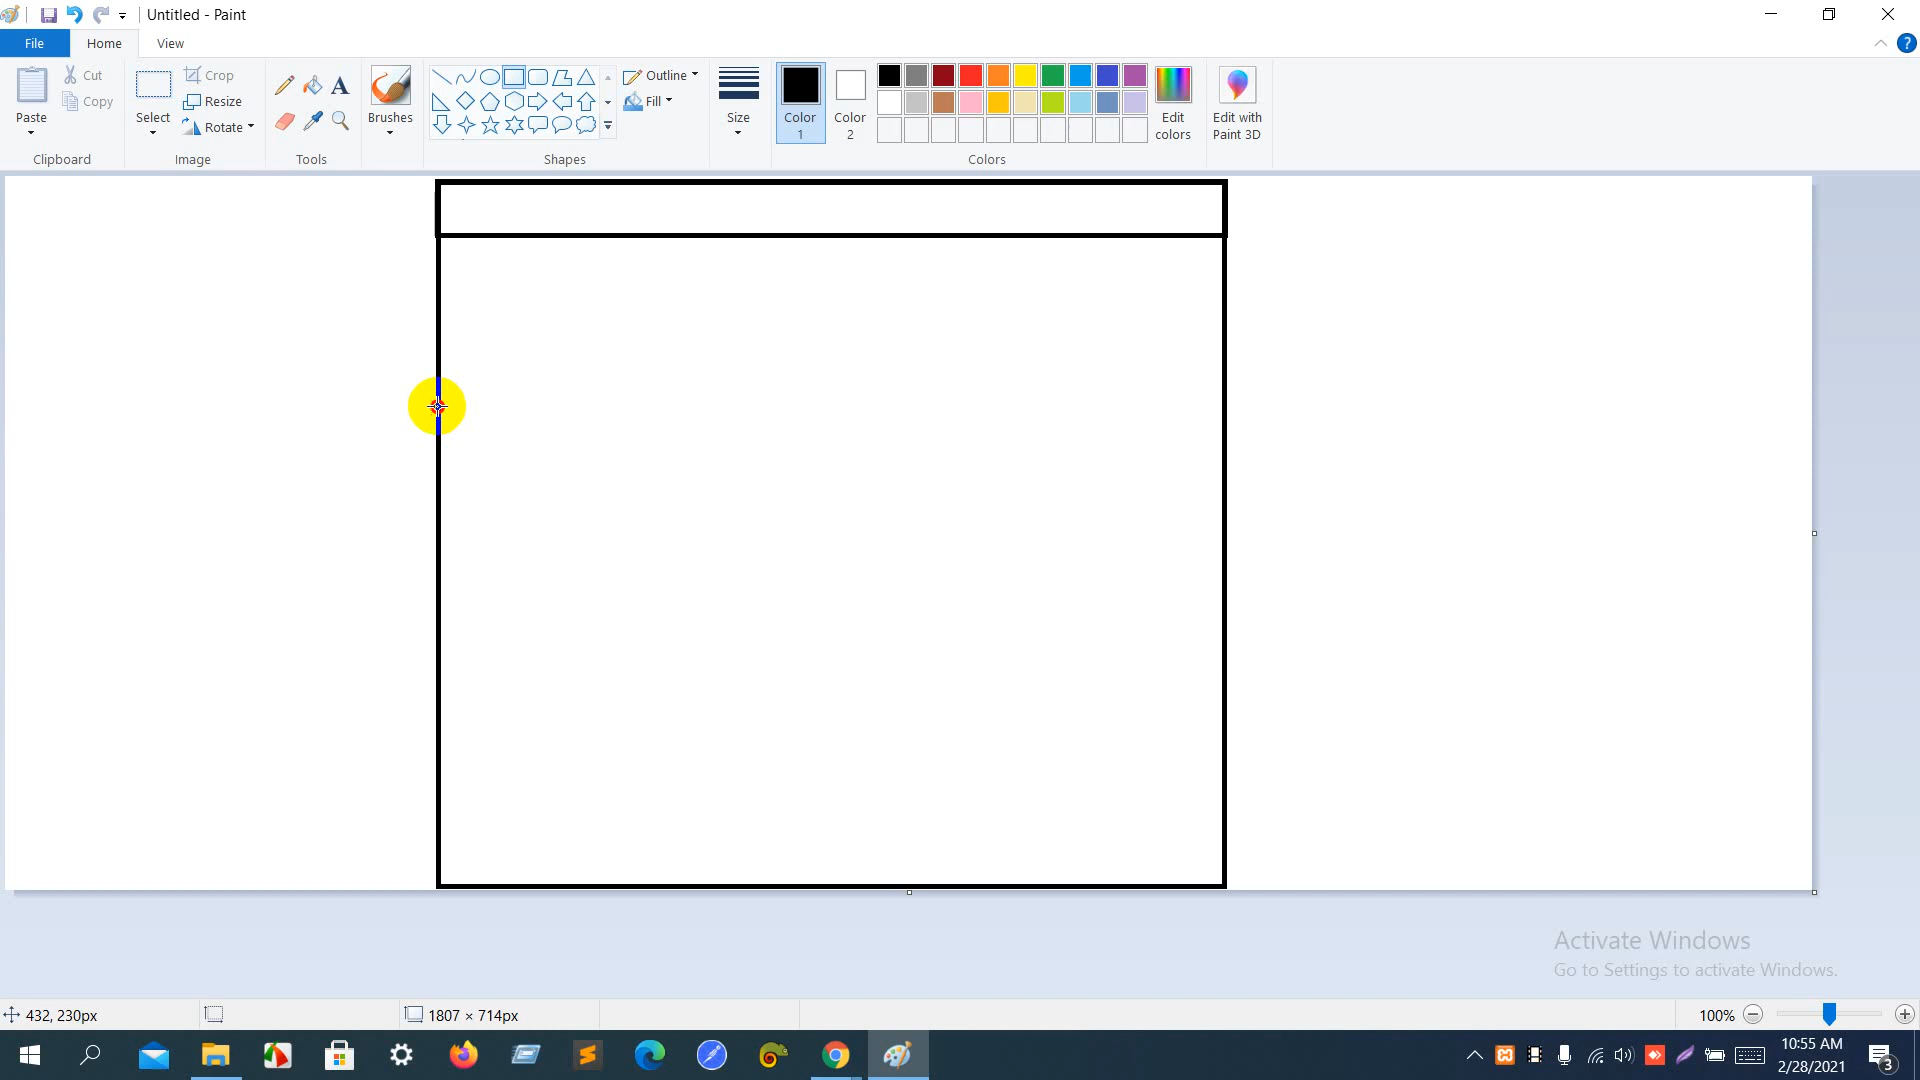 Untitled - Paint
File
Home
View
Paste
Cut
Copy
Clipboard
Select
Crop
Resize
Rotate
Image
Tools
Brushes
Shapes
Outline
Fill
Size
Color
1
Color
2
Colors
Edit
colors
Edit with
Paint 3D
Activate Windows
Go to Settings to activate Windows.
432, 230px
1807 × 714px
100%
10:55 AM
2/28/2021
3